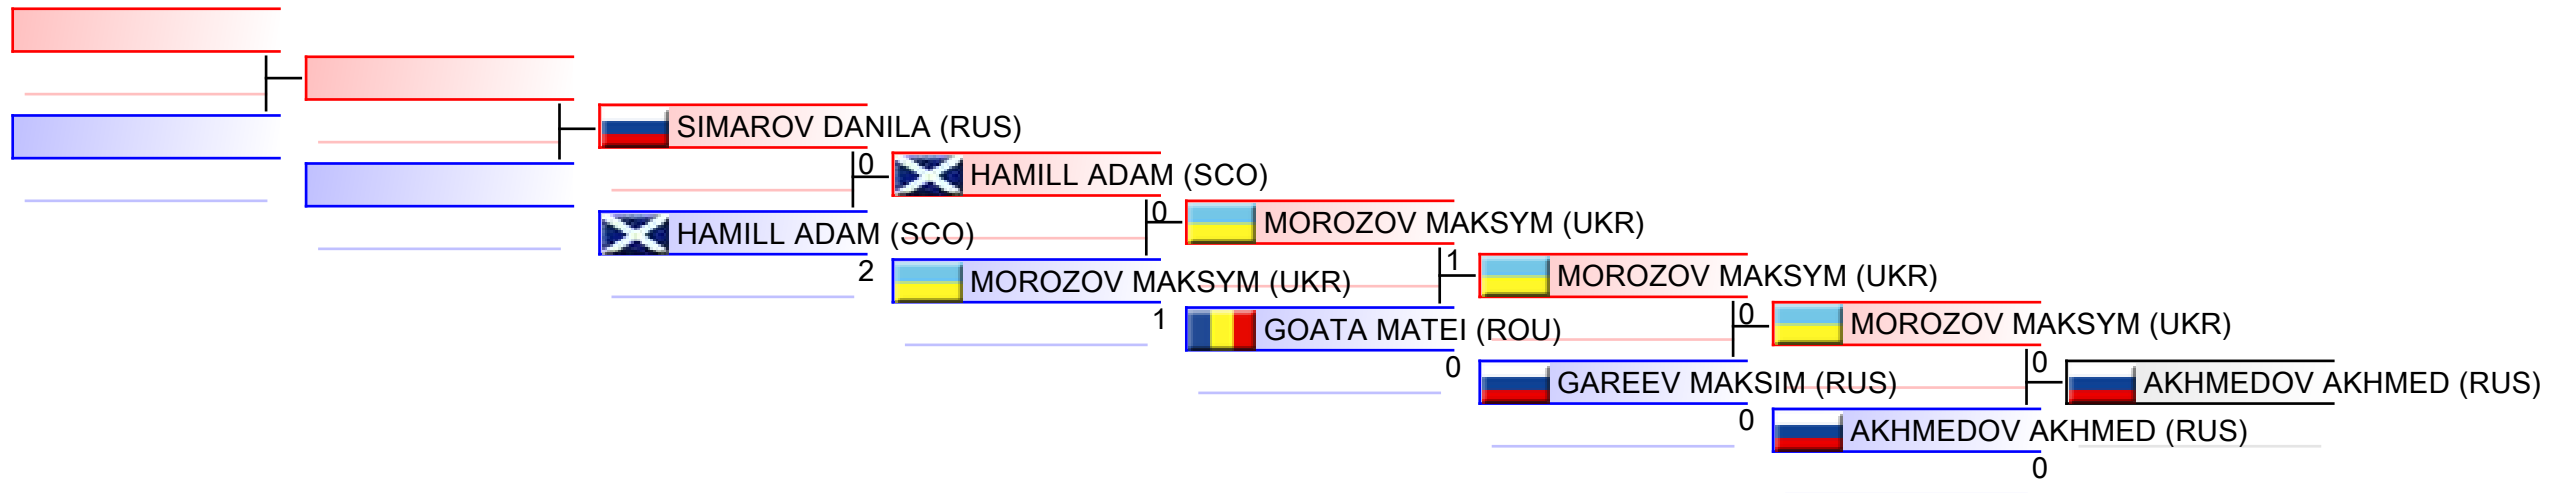 SIMAROV DANILA (RUS)
0
HAMILL ADAM (SCO)
HAMILL ADAM (SCO)
2
0
MOROZOV MAKSYM (UKR)
MOROZOV MAKSYM (UKR)
1
1
GOATA MATEI (ROU)
0
MOROZOV MAKSYM (UKR)
0
GAREEV MAKSIM (RUS)
0
MOROZOV MAKSYM (UKR)
0
AKHMEDOV AKHMED (RUS)
0
AKHMEDOV AKHMED (RUS)